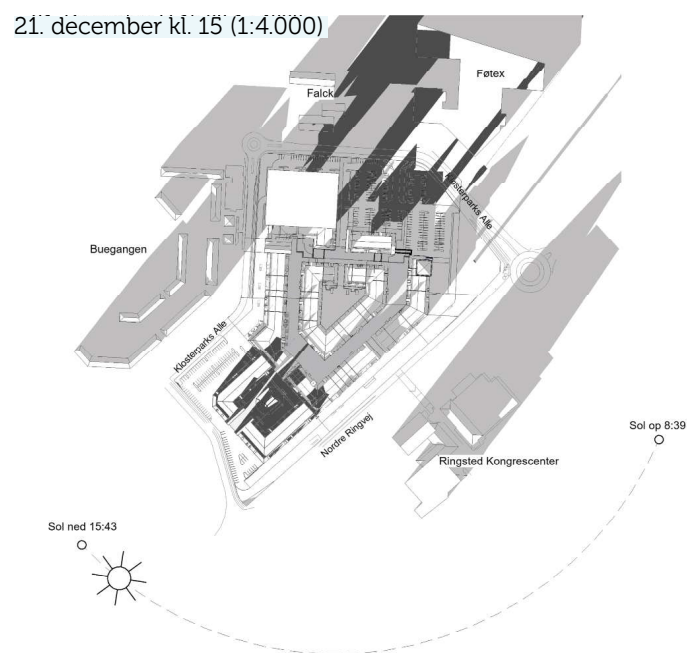 21. december kl. 15 (1:4.000)
Føtex
Falck
Klosterparks Alle
Buegangen
Klosterparks Alle
Nordre Ringvej
Sol op 8:39
Ringsted Kongrescenter
Sol ned 15:43